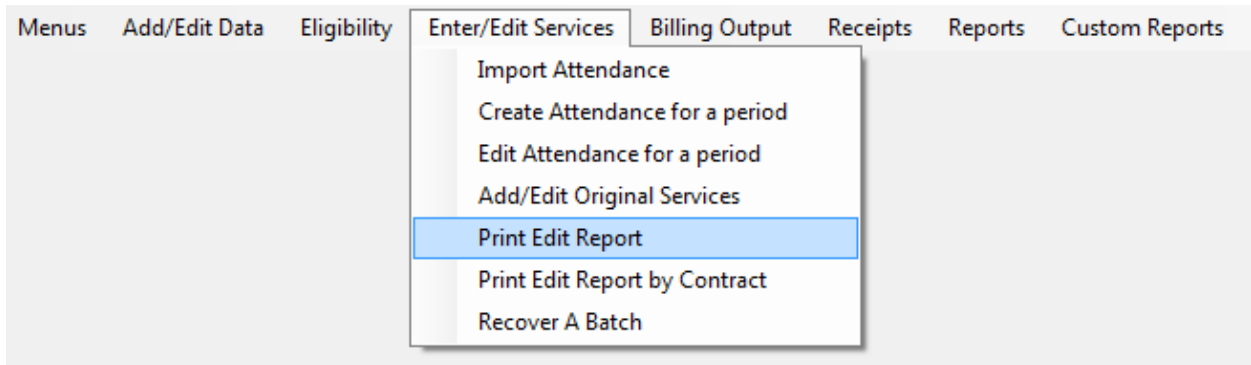 Menus Add/Edit Data Eligibility Enter/Edit Services Billing Output Receipts Reports Custom Reports
Import Attendance
Create Attendance for a period
Edit Attendance for a period
Add/Edit Original Services
Print Edit Report
Print Edit Report by Contract
Recover A Batch